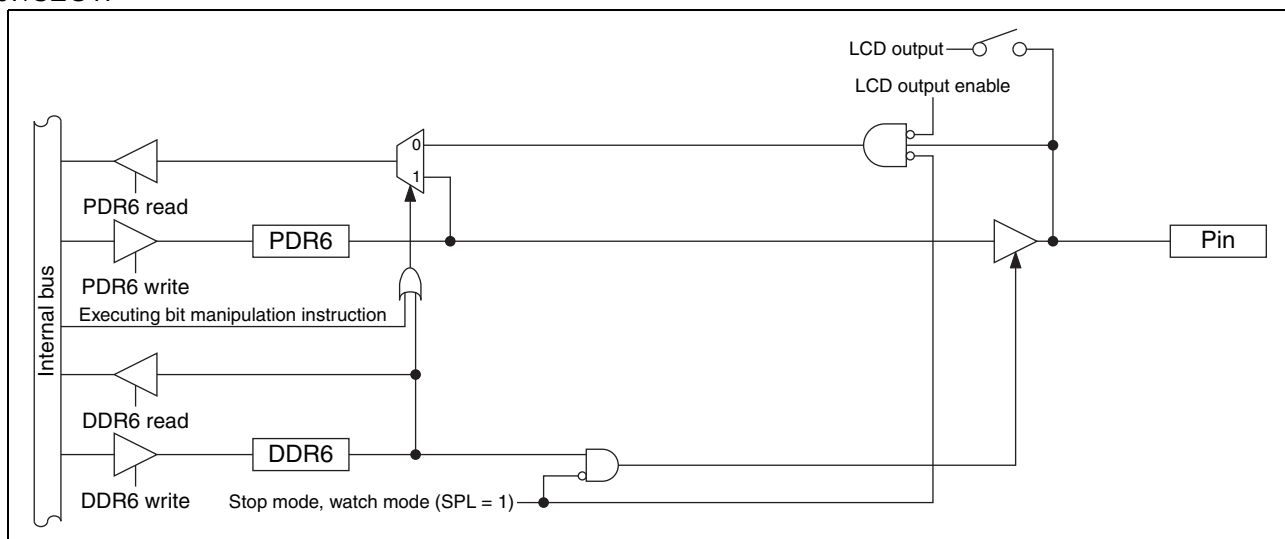 LCD output
LCD output enable
0
1
PDR6 read
PDR6
Pin
PDR6 write
Executing bit manipulation instruction
Internal bus
DDR6 read
DDR6
DDR6 write
Stop mode, watch mode (SPL = 1)